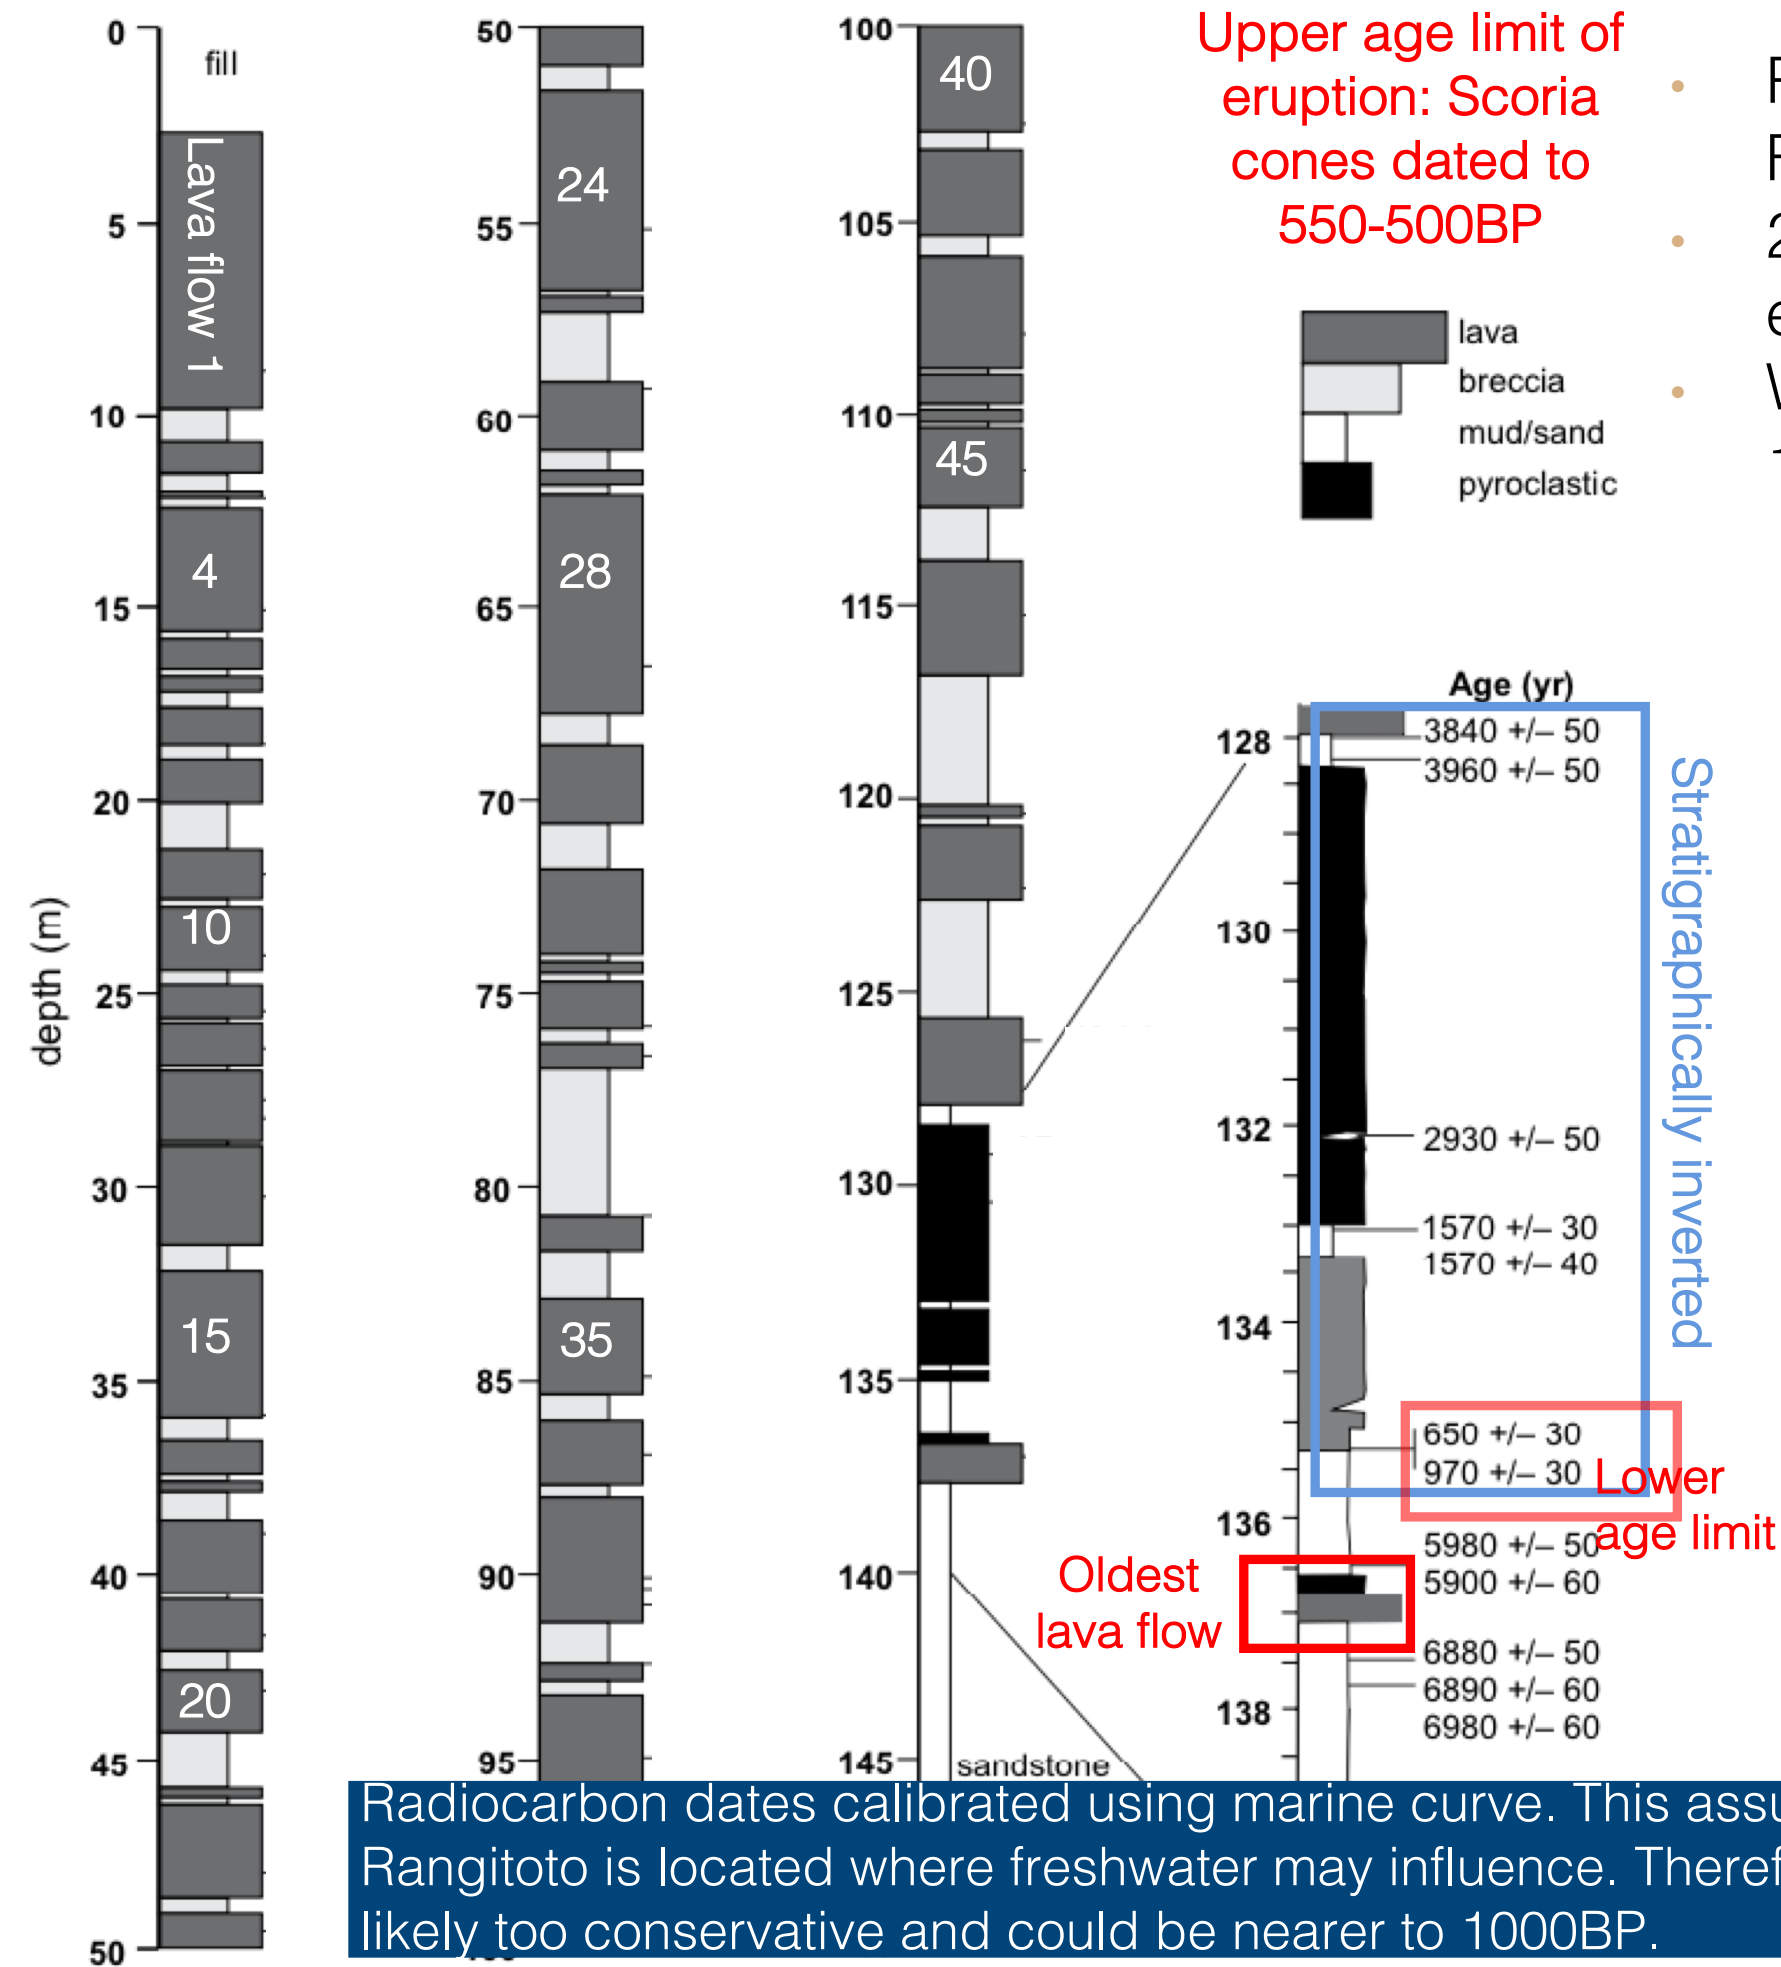 0
fill
Lava flow 1
5
10
4
15
20
10
25
depth (m)
30
15
35
40
20
45
50
50
24
55
60
28
65
70
75
80
35
85
90
95
100
40
105
110
45
115
120
125
130
135
140
145
sandstone
Upper age limit of
eruption: Scoria
cones dated to
550-500BP
lava
breccia
mud/sand
pyroclastic
Age (yr)
128
3840 +/– 50
3960 +/– 50
130
132
2930 +/– 50
1570 +/– 30
1570 +/– 40
134
Stratigraphically inverted
650 +/– 30
970 +/– 30
Lower
age limit
136
5980 +/– 50
5900 +/– 60
Oldest
lava flow
6880 +/– 50
6890 +/– 60
138
6980 +/– 60
Radiocarbon dates calibrated using marine curve. This assu
Rangitoto is located where freshwater may influence. Theref
likely too conservative and could be nearer to 1000BP.